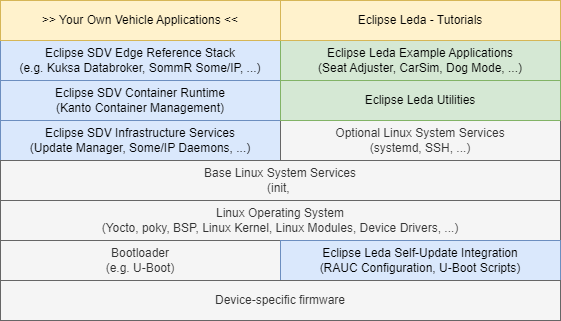 >> Your Own Vehicle Applications <<
Eclipse Leda - Tutorials
Eclipse SDV Edge Reference Stack
(e.g. Kuksa Databroker, SommR Some/IP, ...)
Eclipse Leda Example Applications
(Seat Adjuster, CarSim, Dog Mode, ...)
Eclipse SDV Container Runtime
(Kanto Container Management)
Eclipse Leda Utilities
Eclipse SDV Infrastructure Services
(Update Manager, Some/IP Daemons, ...)
Optional Linux System Services
(systemd, SSH, ...)
Base Linux System Services
(init,
Linux Operating System
(Yocto, poky, BSP, Linux Kernel, Linux Modules, Device Drivers, ...)
Bootloader
(e.g. U-Boot)
Eclipse Leda Self-Update Integration
(RAUC Configuration, U-Boot Scripts)
Device-specific firmware